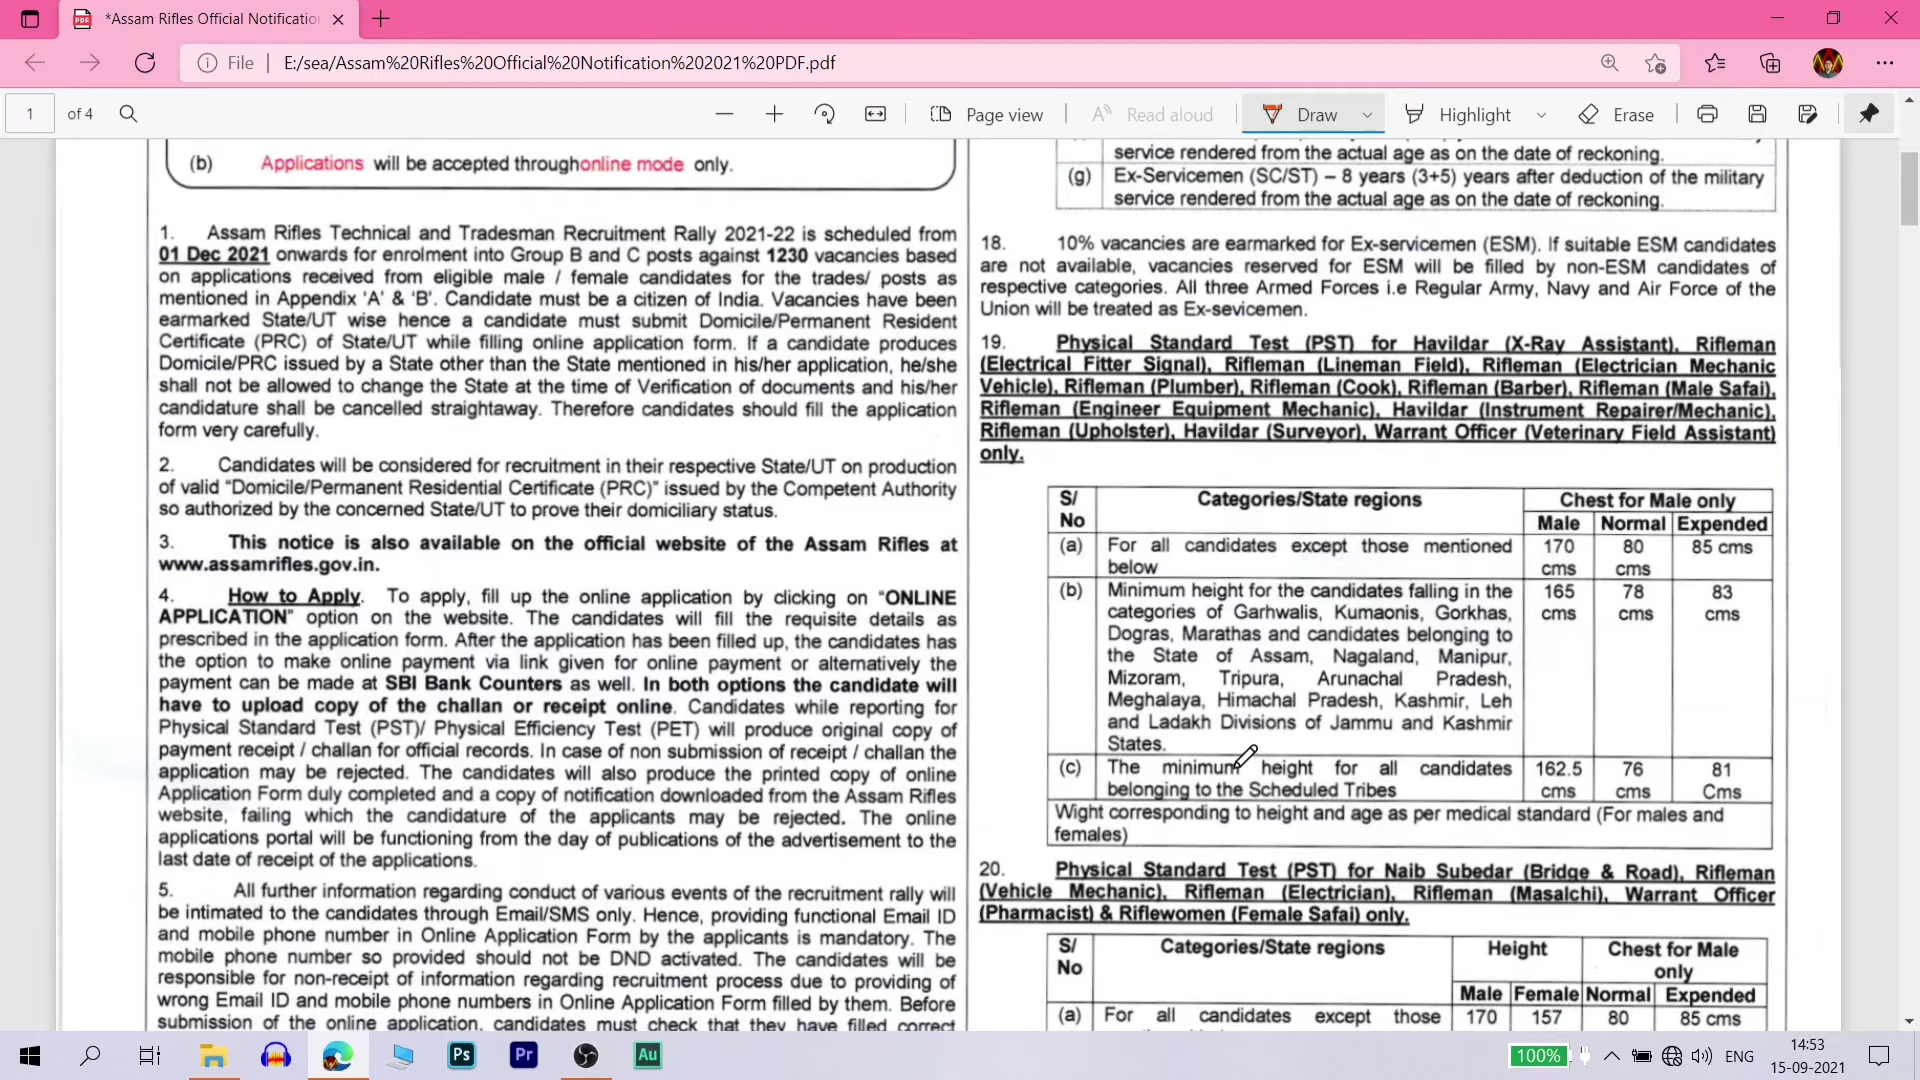 *Assam Rifles Official Notificatio
File
E:/sea/Assam%20Rifles%20Official%20Notification%202021%20PDF.pdf
1 of 4
Page view
Read aloud
Draw
Highlight
Erase
(b) Applications will be accepted throughonline mode only.
1. Assam Rifles Technical and Tradesman Recruitment Rally 2021-22 is scheduled from
01 Dec 2021 onwards for enrolment into Group B and C posts against 1230 vacancies based
on applications received from eligible male / female candidates for the trades/ posts as
mentioned in Appendix 'A' & 'B'. Candidate must be a citizen of India. Vacancies have been
earmarked State/UT wise hence a candidate must submit Domicile/Permanent Resident
Certificate (PRC) of State/UT while filling online application form. If a candidate produces
Domicile/PRC issued by a State other than the State mentioned in his/her application, he/she
shall not be allowed to change the State at the time of Verification of documents and his/her
candidature shall be cancelled straightaway. Therefore candidates should fill the application
form very carefully.
2. Candidates will be considered for recruitment in their respective State/UT on production
of valid "Domicile/Permanent Residential Certificate (PRC)" issued by the Competent Authority
so authorized by the concerned State/UT to prove their domiciliary status.
3. This notice is also available on the official website of the Assam Rifles at
www.assamrifles.gov.in.
4. How to Apply. To apply, fill up the online application by clicking on "ONLINE
APPLICATION" option on the website. The candidates will fill the requisite details as
prescribed in the application form. After the application has been filled up, the candidates has
the option to make online payment via link given for online payment or alternatively the
payment can be made at SBI Bank Counters as well. In both options the candidate will
have to upload copy of the challan or receipt online. Candidates while reporting for
Physical Standard Test (PST)/ Physical Efficiency Test (PET) will produce original copy of
payment receipt / challan for official records. In case of non submission of receipt / challan the
application may be rejected. The candidates will also produce the printed copy of online
Application Form duly completed and a copy of notification downloaded from the Assam Rifles
website, failing which the candidature of the applicants may be rejected. The online
applications portal will be functioning from the day of publications of the advertisement to the
last date of receipt of the applications.
5. All further information regarding conduct of various events of the recruitment rally will
be intimated to the candidates through Email/SMS only. Hence, providing functional Email ID
and mobile phone number in Online Application Form by the applicants is mandatory. The
mobile phone number so provided should not be DND activated. The candidates will be
responsible for non-receipt of information regarding recruitment process due to providing of
wrong Email ID and mobile phone numbers in Online Application Form filled by them. Before
submission of the online application, candidates must check that they have filled correct
service rendered from the actual age as on the date of reckoning.
(g) Ex-Servicemen (SC/ST) – 8 years (3+5) years after deduction of the military
service rendered from the actual age as on the date of reckoning.
18. 10% vacancies are earmarked for Ex-servicemen (ESM). If suitable ESM candidates
are not available, vacancies reserved for ESM will be filled by non-ESM candidates of
respective categories. All three Armed Forces i.e Regular Army, Navy and Air Force of the
Union will be treated as Ex-sevicemen.
19. Physical Standard Test (PST) for Havildar (X-Ray Assistant), Rifleman
(Electrical Fitter Signal), Rifleman (Lineman Field), Rifleman (Electrician Mechanic
Vehicle), Rifleman (Plumber), Rifleman (Cook), Rifleman (Barber), Rifleman (Male Safai),
Rifleman (Engineer Equipment Mechanic), Havildar (Instrument Repairer/Mechanic),
Rifleman (Upholster), Havildar (Surveyor), Warrant Officer (Veterinary Field Assistant)
only.
S/ No Categories/State regions Chest for Male only
Male Normal Expended
(a) For all candidates except those mentioned 170 80 85 cms
below cms cms
(b) Minimum height for the candidates falling in the 165 78 83
categories of Garhwalis, Kumaonis, Gorkhas, cms cms cms
Dogras, Marathas and candidates belonging to
the State of Assam, Nagaland, Manipur,
Mizoram, Tripura, Arunachal Pradesh,
Meghalaya, Himachal Pradesh, Kashmir, Leh
and Ladakh Divisions of Jammu and Kashmir
States.
(c) The minimum height for all candidates 162.5 76 81
belonging to the Scheduled Tribes cms cms Cms
Wight corresponding to height and age as per medical standard (For males and
females)
20. Physical Standard Test (PST) for Naib Subedar (Bridge & Road), Rifleman
(Vehicle Mechanic), Rifleman (Electrician), Rifleman (Masalchi), Warrant Officer
(Pharmacist) & Riflewomen (Female Safai) only.
S/ No Categories/State regions Height Chest for Male only
Male Female Normal Expended
(a) For all candidates except those 170 157 80 85 cms
Ps
Pr
Au
100%
ENG
14:53
15-09-2021